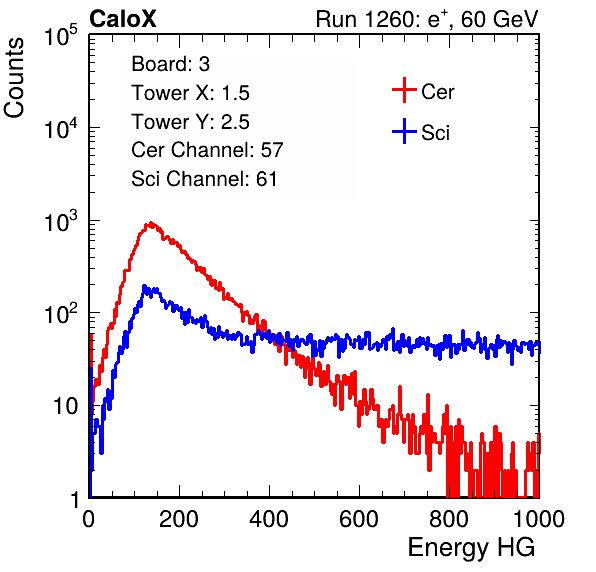 CaloX Run 1260: e⁺, 60 GeV
Counts
10⁵
10⁴
10³
10²
10
1
Board: 3
Tower X: 1.5
Tower Y: 2.5
Cer Channel: 57
Sci Channel: 61
Cer
Sci
0 200 400 600 800 1000
Energy HG